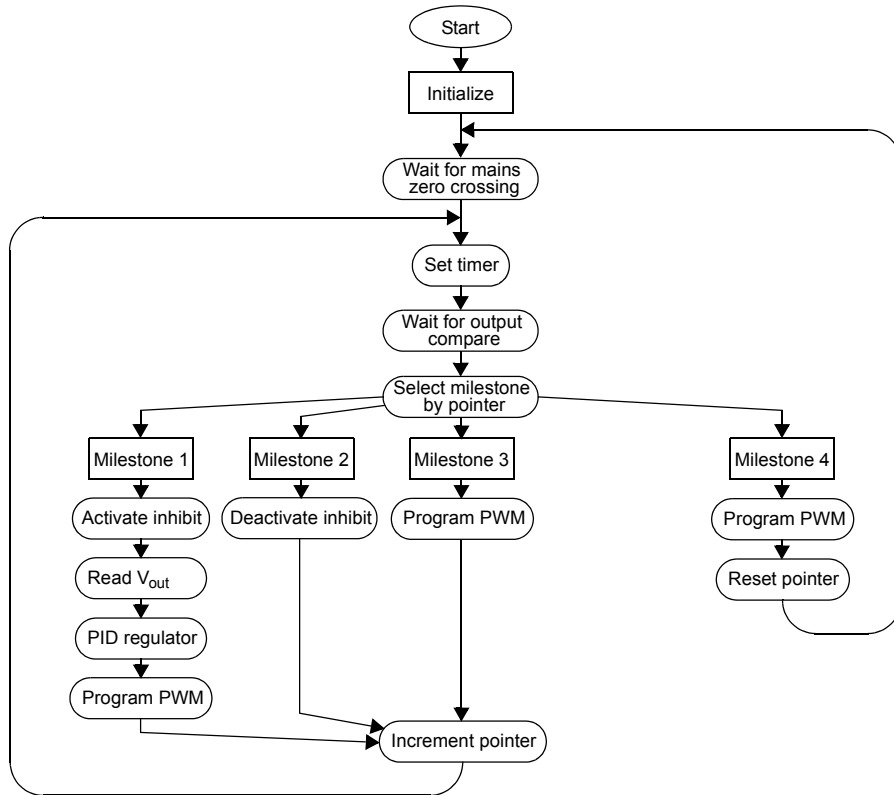 Start
Initialize
Wait for mains
zero crossing
Set timer
Wait for output
compare
Select milestone
by pointer
Milestone 1
Milestone 2
Milestone 3
Milestone 4
Activate inhibit
Deactivate inhibit
Program PWM
Program PWM
Read Vout
Reset pointer
PID regulator
Program PWM
Increment pointer